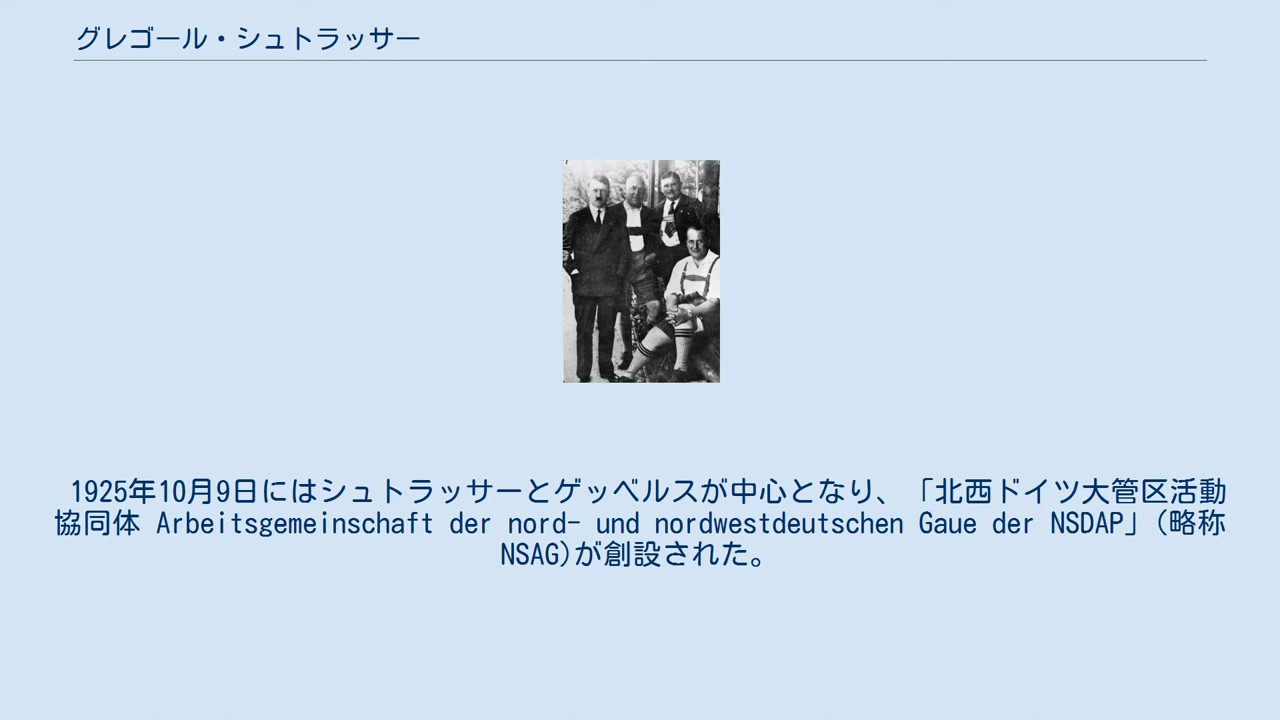 グレゴール・シュトラッサー
1925年10月9日にはシュトラッサーとゲッベルスが中心となり、「北西ドイツ大管区活動
協同体 Arbeitsgemeinschaft der nord- und nordwestdeutschen Gaue der NSDAP」(略称
NSAG)が創設された。